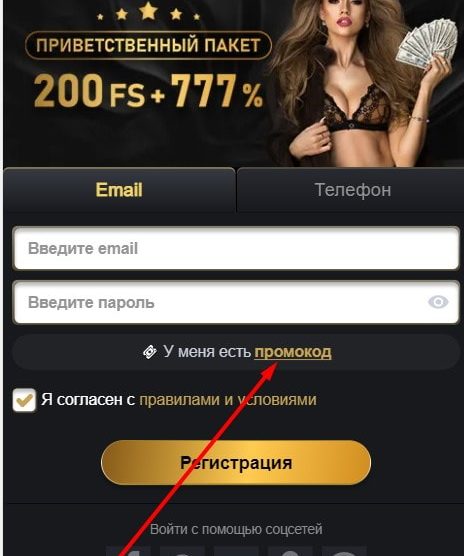 ПРИВЕТСТВЕННЫЙ ПАКЕТ
200 FS + 777 %
Email
Телефон
Введите email
Введите пароль
У меня есть промокод
Я согласен с правилами и условиями
Регистрация
Войти с помощью соцсетей